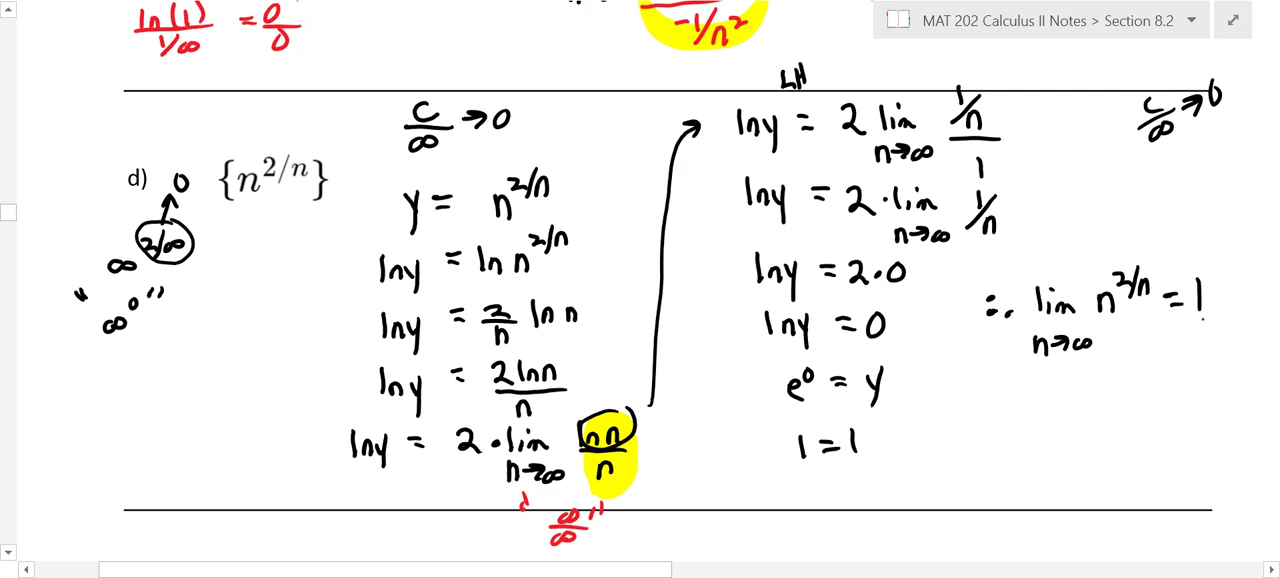 ln(1)/(1/∞) = 0/0
-1/n²
MAT 202 Calculus II Notes > Section 8.2
d) {n^{2/n}}
0
∞^{2/∞}
"∞⁰"
c/∞ → 0
y = n^{2/n}
ln y = ln n^{2/n}
ln y = 2/n ln n
ln y = 2 ln n / n
ln y = 2 · lim n→∞ ln n / n
"∞/∞"
LH
ln y = 2 lim n→∞ (1/n)/1
ln y = 2 · lim n→∞ 1/n
ln y = 2 · 0
ln y = 0
e⁰ = y
1 = 1
c/∞ → 0
∴ lim n→∞ n^{2/n} = 1